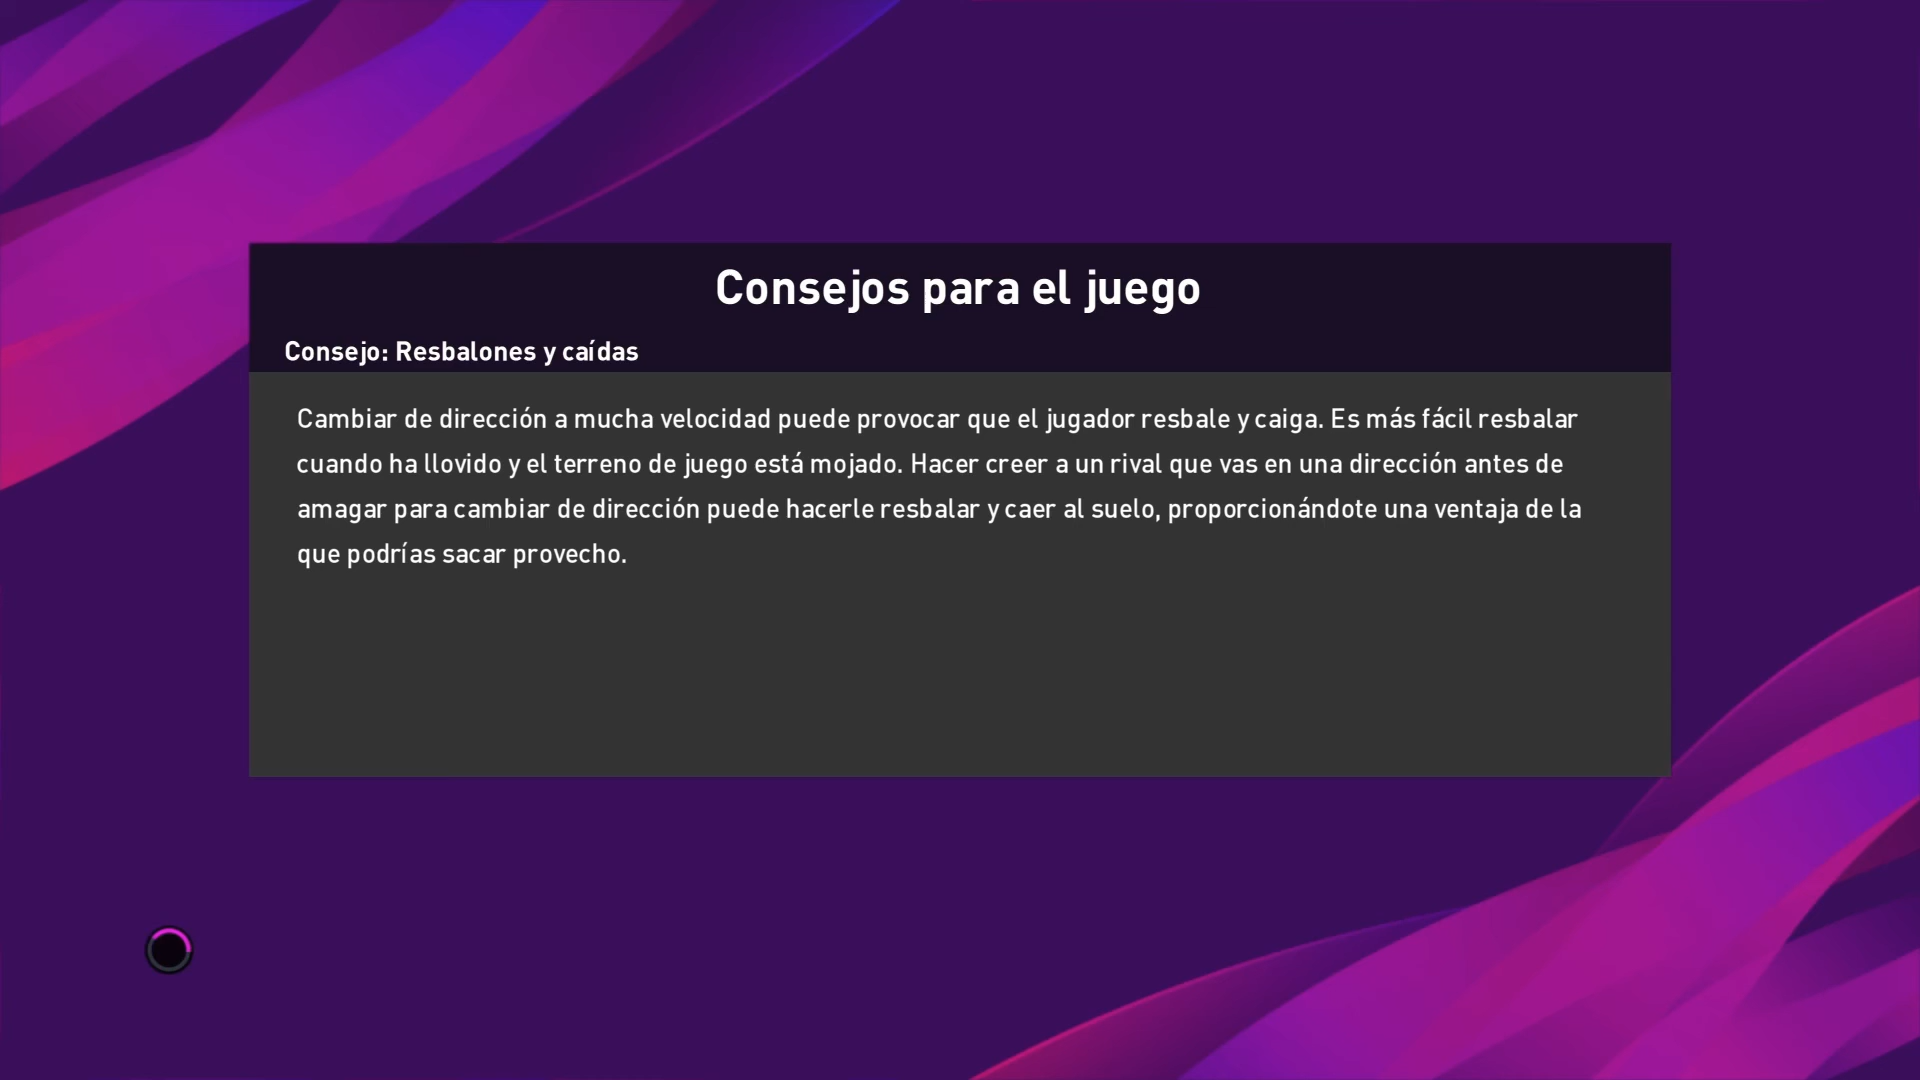 Consejos para el juego
Consejo: Resbalones y caídas
Cambiar de dirección a mucha velocidad puede provocar que el jugador resbale y caiga. Es más fácil resbalar
cuando ha llovido y el terreno de juego está mojado. Hacer creer a un rival que vas en una dirección antes de
amagar para cambiar de dirección puede hacerle resbalar y caer al suelo, proporcionándote una ventaja de la
que podrías sacar provecho.